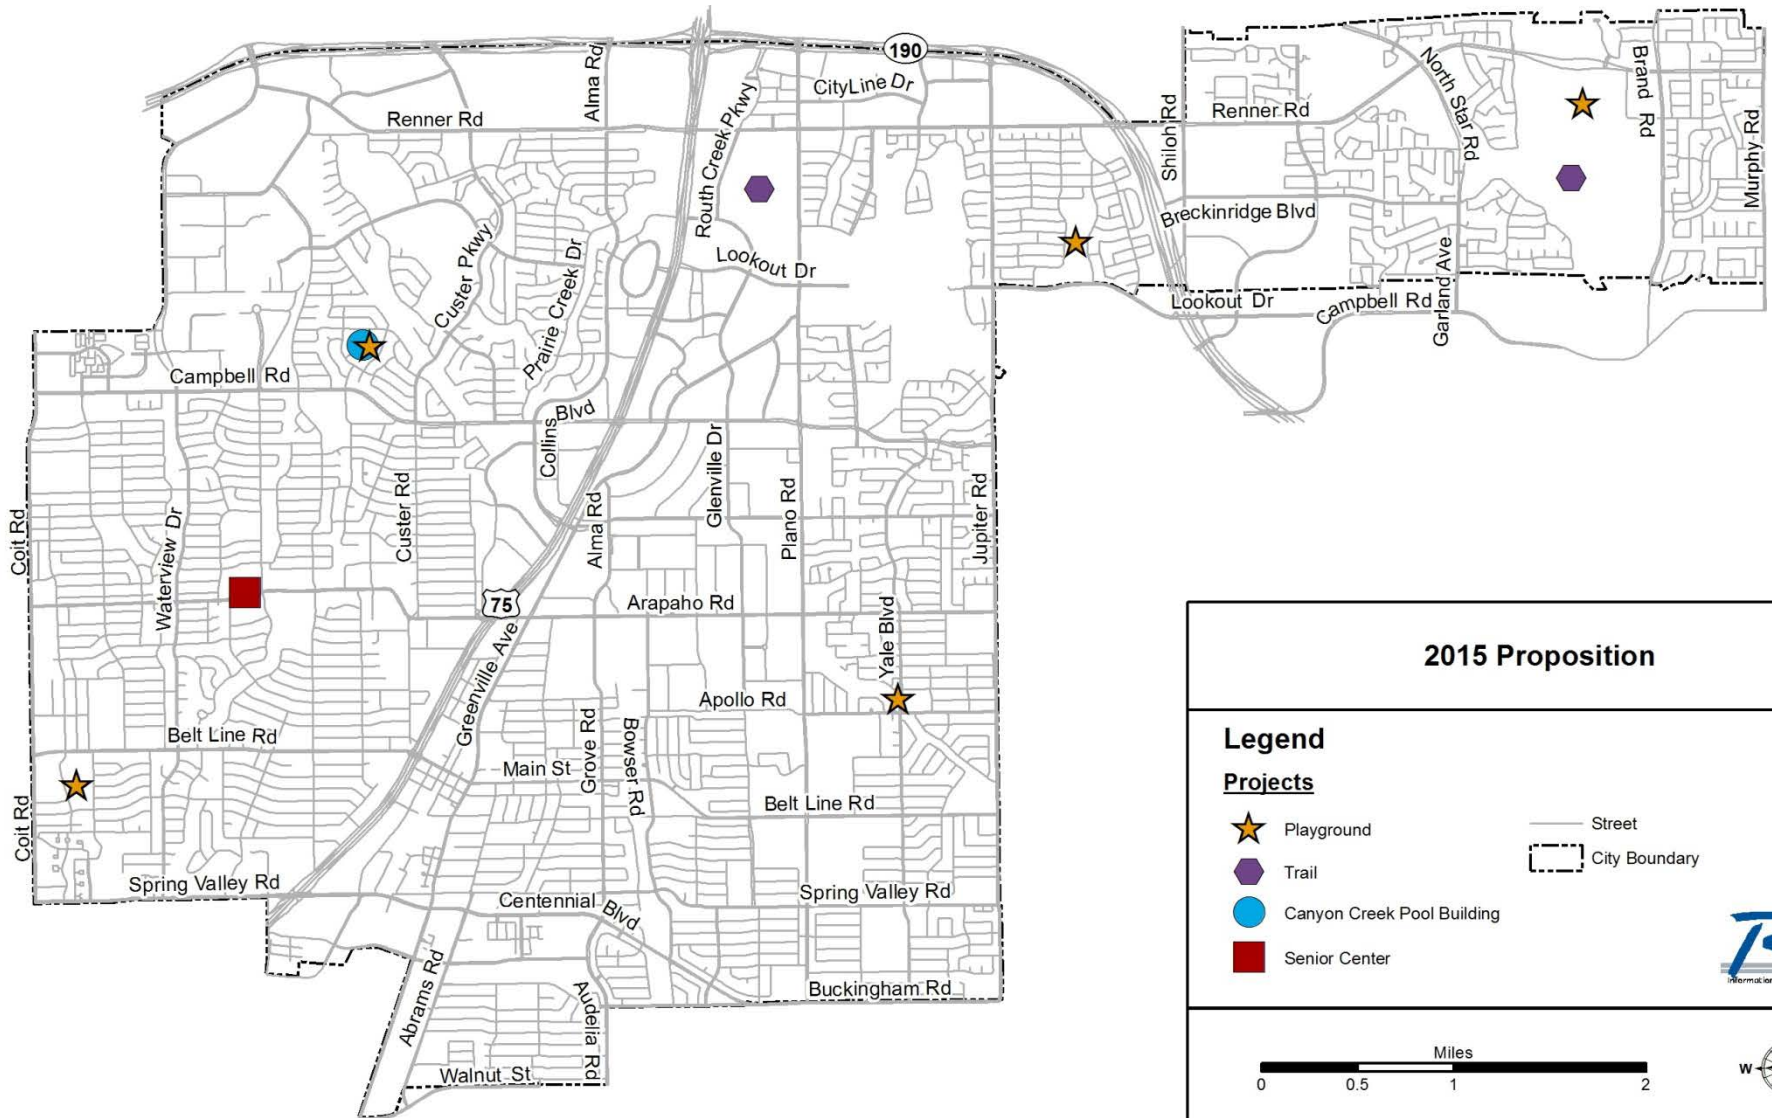 190
Alma Rd
CityLine Dr
North Star Rd
Brand Rd
Renner Rd
Routh Creek Pkwy
Shiloh Rd
Renner Rd
Murphy Rd
Breckinridge Blvd
Custer Pkwy
Prairie Creek Dr
Alma Rd
Lookout Dr
Lookout Dr
Campbell Rd
Garland Ave
Campbell Rd
Collins Blvd
Coit Rd
Waterview Dr
Custer Rd
Alma Rd
Glenville Dr
Plano Rd
Jupiter Rd
75
Arapaho Rd
Yale Blvd
Greenville Ave
Apollo Rd
Belt Line Rd
Main St
Grove Rd
Bowser Rd
Belt Line Rd
Coit Rd
Spring Valley Rd
Centennial Blvd
Spring Valley Rd
Abrams Rd
Audelia Rd
Buckingham Rd
Walnut St
2015 Proposition
Legend
Projects
Playground
Trail
Canyon Creek Pool Building
Senior Center
Street
City Boundary
Information
Miles
0 0.5 1 2
W